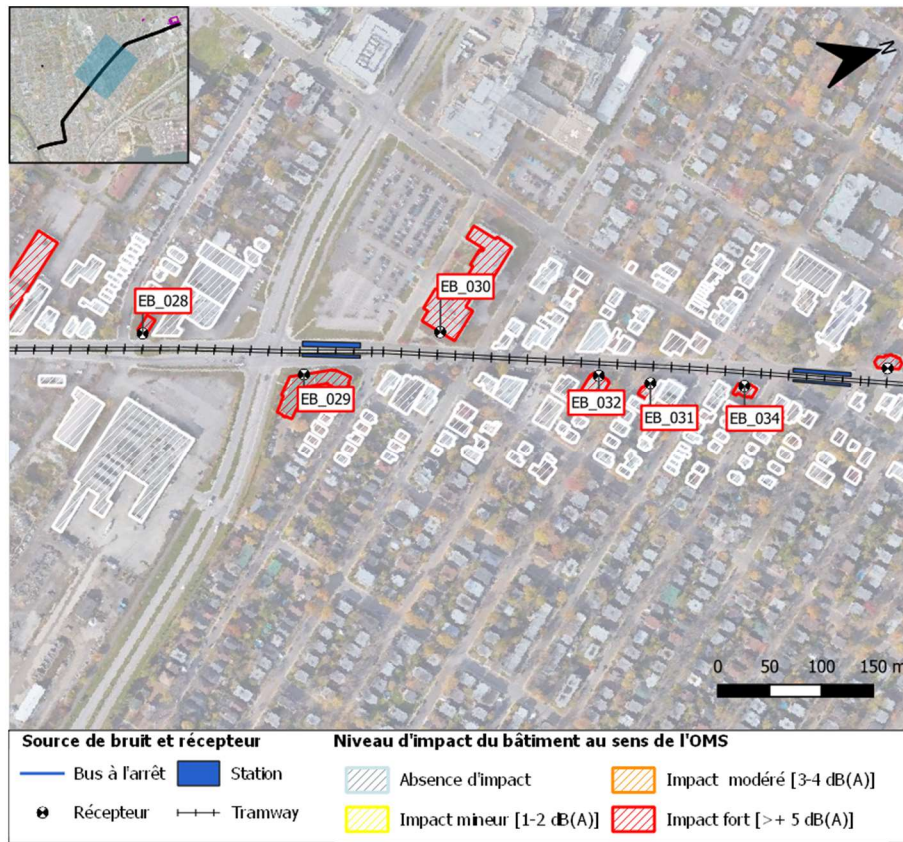 N
EB_028
EB_030
EB_029
EB_032
EB_031
EB_034
0 50 100 150 m
Source de bruit et récepteur
Bus à l'arrêt
Station
Récepteur
Tramway
Niveau d'impact du bâtiment au sens de l'OMS
Absence d'impact
Impact modéré [3-4 dB(A)]
Impact mineur [1-2 dB(A)]
Impact fort [>+ 5 dB(A)]